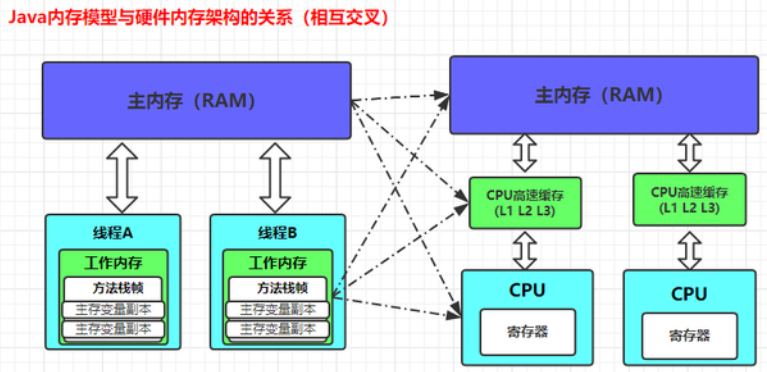 Java内存模型与硬件内存架构的关系（相互交叉）
主内存（RAM）
主内存（RAM）
线程A
工作内存
方法栈帧
主存变量副本
主存变量副本
线程B
工作内存
方法栈帧
主存变量副本
主存变量副本
CPU高速缓存
(L1 L2 L3)
CPU高速缓存
(L1 L2 L3)
CPU
寄存器
CPU
寄存器